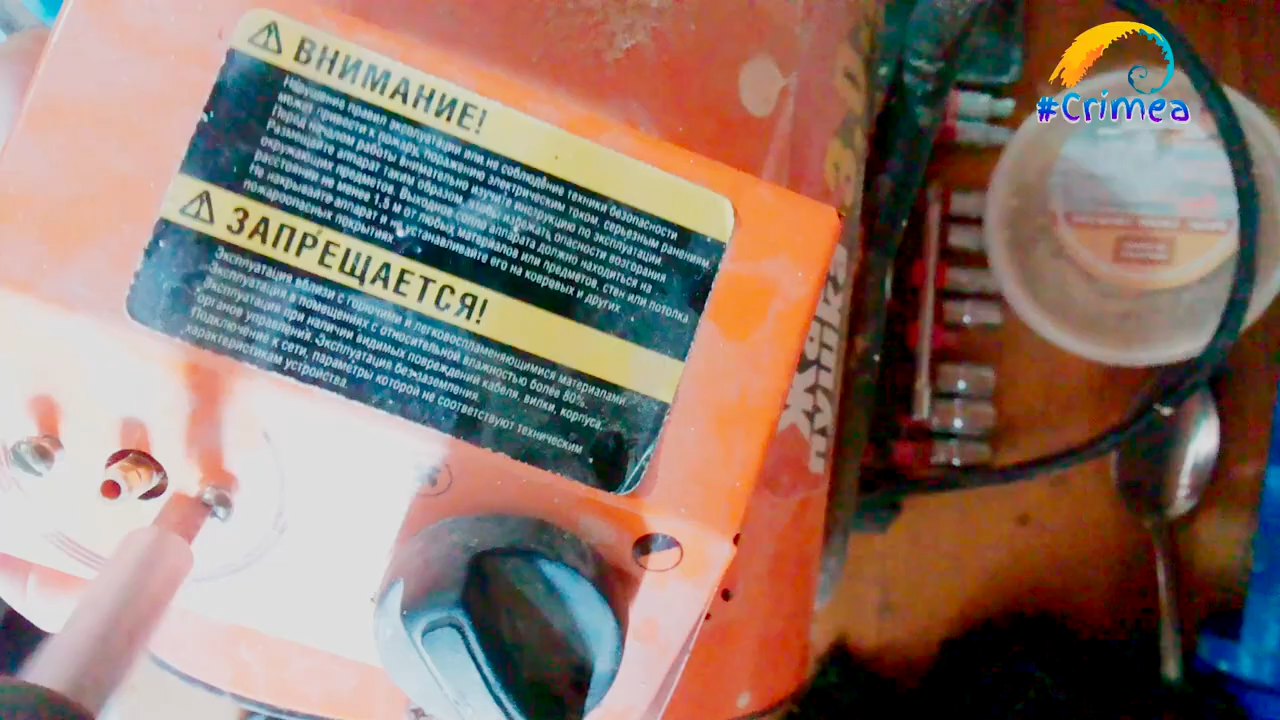 ВНИМАНИЕ!
Нарушение правил эксплуатации или не соблюдение техники безопасности
может привести к пожару, поражению электрическим током, серьезным ранениям.
Перед началом работы внимательно изучите инструкцию по эксплуатации
Размещайте аппарат таким образом, чтобы избежать опасности возгорания
окружающих предметов. Выходное сопло аппарата должно находиться на
расстоянии не менее 1,5 м от любых материалов или предметов, стен или потолка
Не накрывайте аппарат и не устанавливайте его на ковровых и других
пожароопасных покрытиях.
ЗАПРЕЩАЕТСЯ!
Эксплуатация вблизи с горючими и легковоспламеняющимися материалами.
Эксплуатация в помещениях с относительной влажностью более 80%.
Эксплуатация при наличии видимых повреждений кабеля, вилки, корпуса,
органов управления. Эксплуатация без заземления.
Подключение к сети, параметры которой не соответствуют техническим
характеристикам устройства.
#Crimea